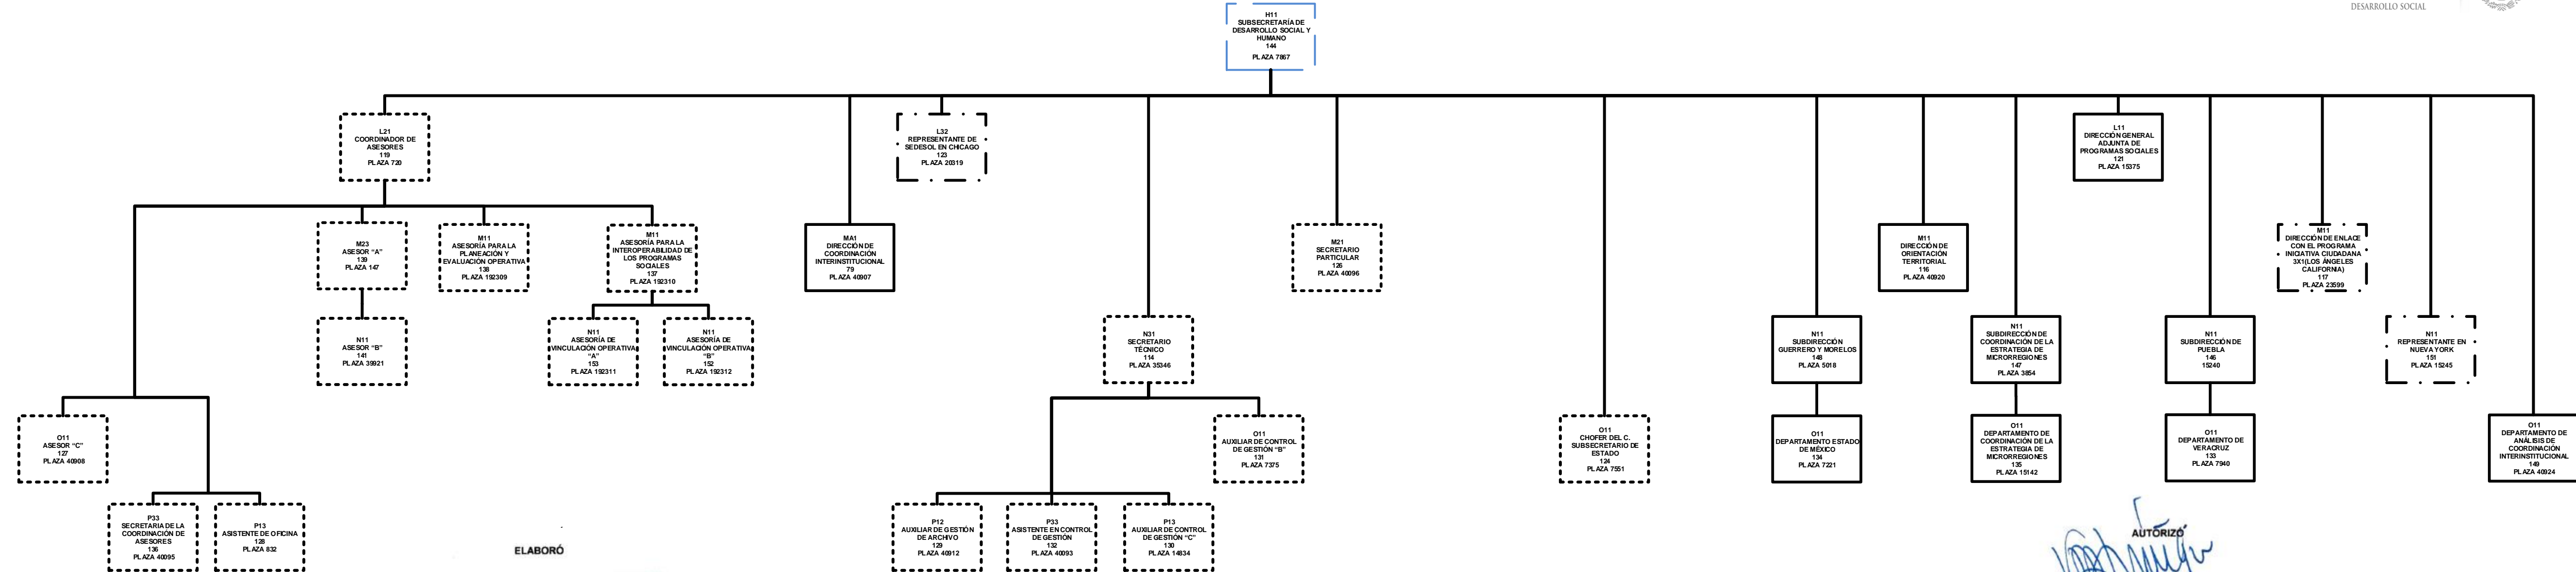 DESARROLLO SOCIAL
H11
SUBSECRETARÍA DE
DESARROLLO SOCIAL Y
HUMANO
144
PLAZA 7867
L21
COORDINADOR DE
ASESORES
119
PLAZA 720
L32
REPRESENTANTE DE
SEDESOL EN CHICAGO
123
PLAZA 20319
L11
DIRECCIÓN GENERAL
ADJUNTA DE
PROGRAMAS SOCIALES
121
PLAZA 15375
M23
ASESOR “A”
139
PLAZA 147
M11
ASESORÍA PARA LA
PLANEACIÓN Y
EVALUACIÓN OPERATIVA
138
PLAZA 192309
M11
ASESORÍA PARA LA
INTEROPERABILIDAD DE
LOS PROGRAMAS
SOCIALES
137
PLAZA 192310
MA1
DIRECCIÓN DE
COORDINACIÓN
INTERINSTITUCIONAL
79
PLAZA 40907
M21
SECRETARIO
PARTICULAR
126
PLAZA 40096
M11
DIRECCIÓN DE
ORIENTACIÓN
TERRITORIAL
116
PLAZA 40920
M11
DIRECCIÓN DE ENLACE
CON EL PROGRAMA
INICIATIVA CIUDADANA
3X1(LOS ÁNGELES
CALIFORNIA)
117
PLAZA 23599
N11
ASESOR “B”
141
PLAZA 39921
N11
ASESORÍA DE
VINCULACIÓN OPERATIVA
“A”
153
PLAZA 192311
N11
ASESORÍA DE
VINCULACIÓN OPERATIVA
“B”
152
PLAZA 192312
N31
SECRETARIO
TÉCNICO
114
PLAZA 35346
N11
SUBDIRECCIÓN
GUERRERO Y MORELOS
148
PLAZA 5018
N11
SUBDIRECCIÓN DE
COORDINACIÓN DE LA
ESTRATEGIA DE
MICRORREGIONES
147
PLAZA 3854
N11
SUBDIRECCIÓN DE
PUEBLA
146
15240
N11
REPRESENTANTE EN
NUEVA YORK
151
PLAZA 15245
O11
ASESOR “C”
127
PLAZA 40908
O11
AUXILIAR DE CONTROL
DE GESTIÓN “B”
131
PLAZA 7375
O11
CHOFER DEL C.
SUBSECRETARIO DE
ESTADO
124
PLAZA 7551
O11
DEPARTAMENTO ESTADO
DE MÉXICO
134
PLAZA 7221
O11
DEPARTAMENTO DE
COORDINACIÓN DE LA
ESTRATEGIA DE
MICRORREGIONES
135
PLAZA 15142
O11
DEPARTAMENTO DE
VERACRUZ
133
PLAZA 7940
O11
DEPARTAMENTO DE
ANÁLISIS DE
COORDINACIÓN
INTERINSTITUCIONAL
149
PLAZA 40924
P33
SECRETARIA DE LA
COORDINACIÓN DE
ASESORES
136
PLAZA 40095
P13
ASISTENTE DE OFICINA
128
PLAZA 832
P12
AUXILIAR DE GESTIÓN
DE ARCHIVO
129
PLAZA 40912
P33
ASISTENTE EN CONTROL
DE GESTIÓN
132
PLAZA 40093
P13
AUXILIAR DE CONTROL
DE GESTIÓN “C”
130
PLAZA 14834
ELABORÓ
AUTORIZÓ